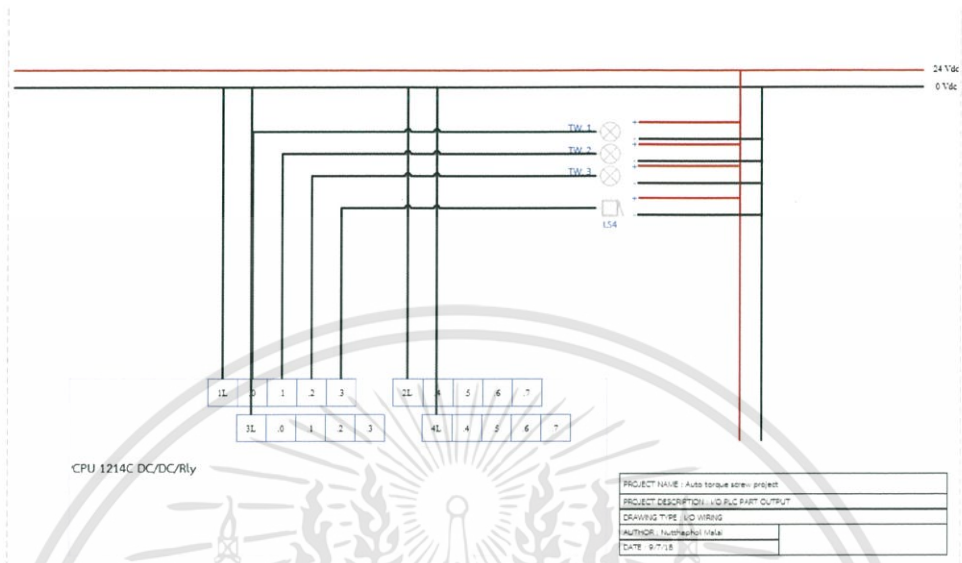 24 Vdc
0 Vdc
TW. 1
+
-
TW. 2
+
-
TW. 3
+
-
+
-
LS4
1L .0 .1 .2 .3 2L .4 .5 .6 .7
3L .0 .1 .2 .3 4L .4 .5 .6 .7
CPU 1214C DC/DC/Rly
PROJECT NAME : Auto torque screw project
PROJECT DESCRIPTION : I/O PLC PART OUTPUT
DRAWING TYPE : I/O WIRING
AUTHOR : Nutthaphol Malai
DATE : 9/7/18